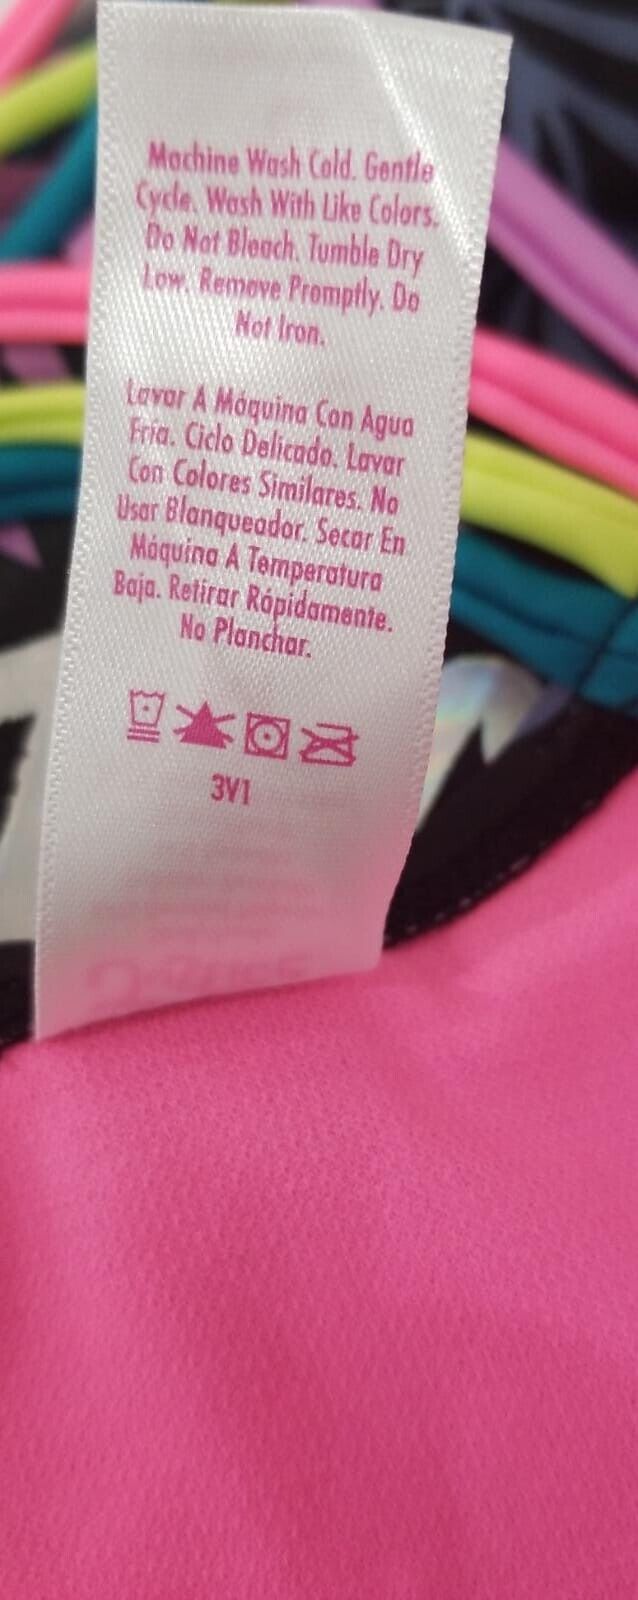 Machine Wash Cold. Gentle
Cycle. Wash With Like Colors.
Do Not Bleach. Tumble Dry
Low. Remove Promptly. Do
Not Iron.
Lavar A Máquina Con Agua
Fría. Ciclo Delicado. Lavar
Con Colores Similares. No
Usar Blanqueador. Secar En
Máquina A Temperatura
Baja. Retirar Rápidamente.
No Planchar.
3V1